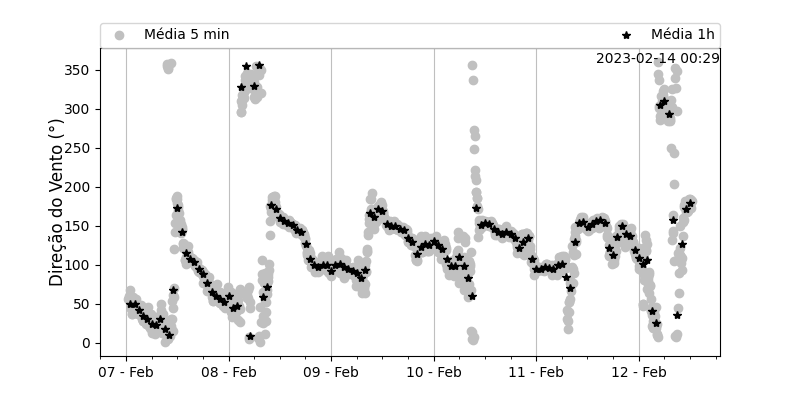 Média 5 min
Média 1h
2023-02-14 00:29
Direção do Vento (°)
350
300
250
200
150
100
50
0
07 - Feb
08 - Feb
09 - Feb
10 - Feb
11 - Feb
12 - Feb